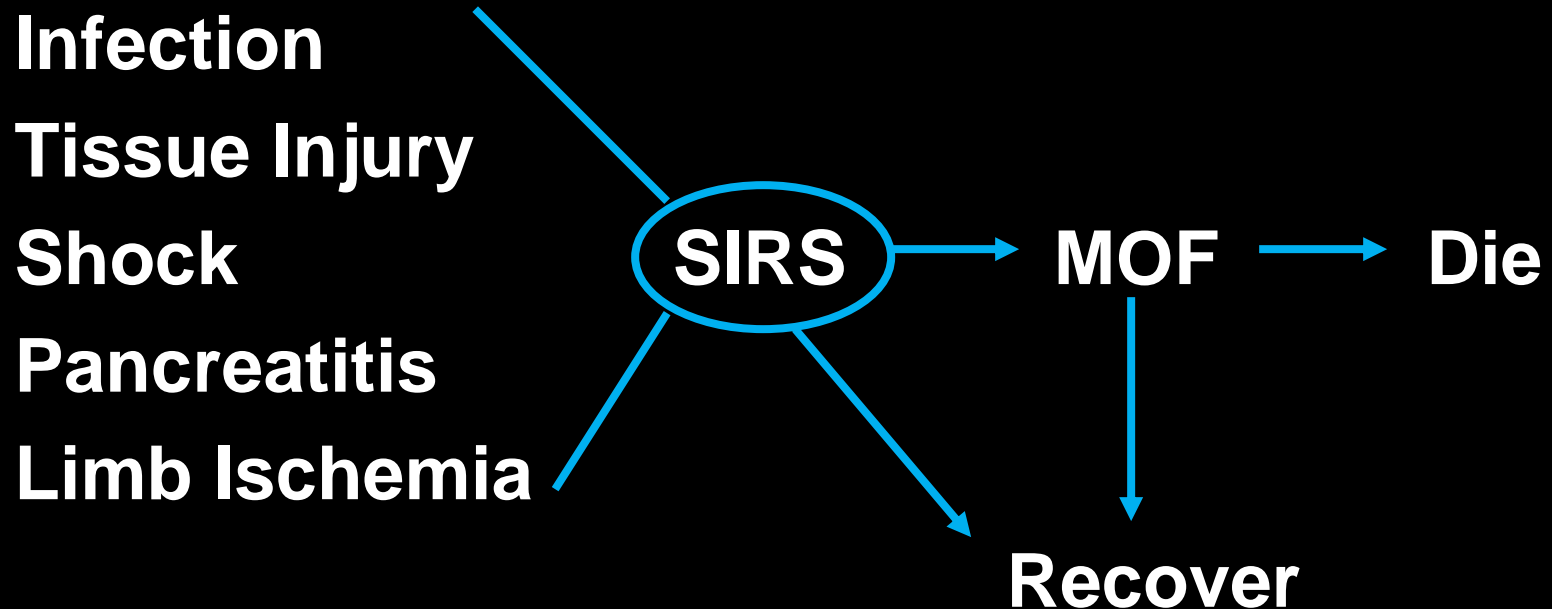 Infection
Tissue Injury
Shock
Pancreatitis
Limb Ischemia
SIRS
MOF
Die
Recover